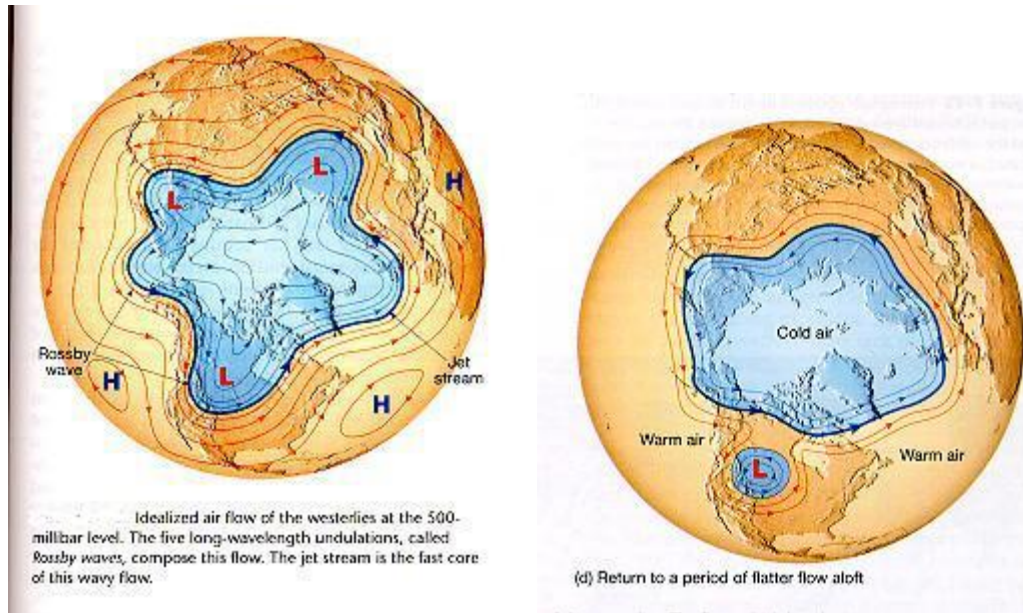 L
L
H
Rossby
wave
H
L
Jet
stream
H
Idealized air flow of the westerlies at the 500-
millibar level. The five long-wavelength undulations, called
Rossby waves, compose this flow. The jet stream is the fast core
of this wavy flow.
Cold air
Warm air
Warm air
L
(d) Return to a period of flatter flow aloft